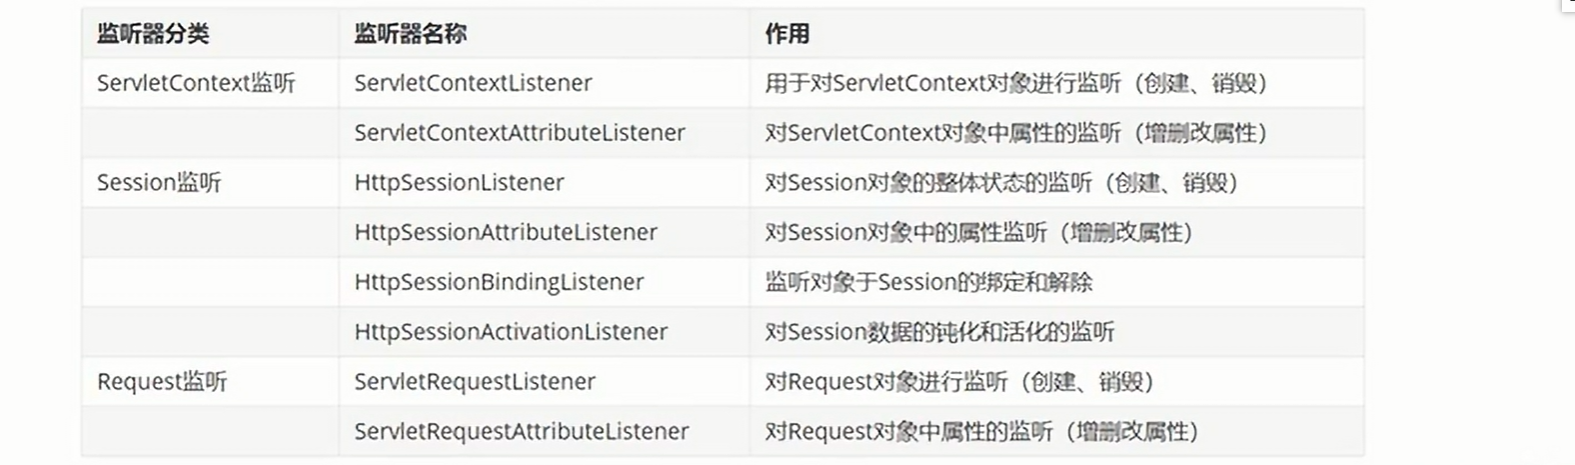 监听器分类 监听器名称 作用
ServletContext监听 ServletContextListener 用于对ServletContext对象进行监听（创建、销毁）
ServletContextAttributeListener 对ServletContext对象中属性的监听（增删改属性）
Session监听 HttpSessionListener 对Session对象的整体状态的监听（创建、销毁）
HttpSessionAttributeListener 对Session对象中的属性监听（增删改属性）
HttpSessionBindingListener 监听对象于Session的绑定和解除
HttpSessionActivationListener 对Session数据的钝化和活化的监听
Request监听 ServletRequestListener 对Request对象进行监听（创建、销毁）
ServletRequestAttributeListener 对Request对象中属性的监听（增删改属性）